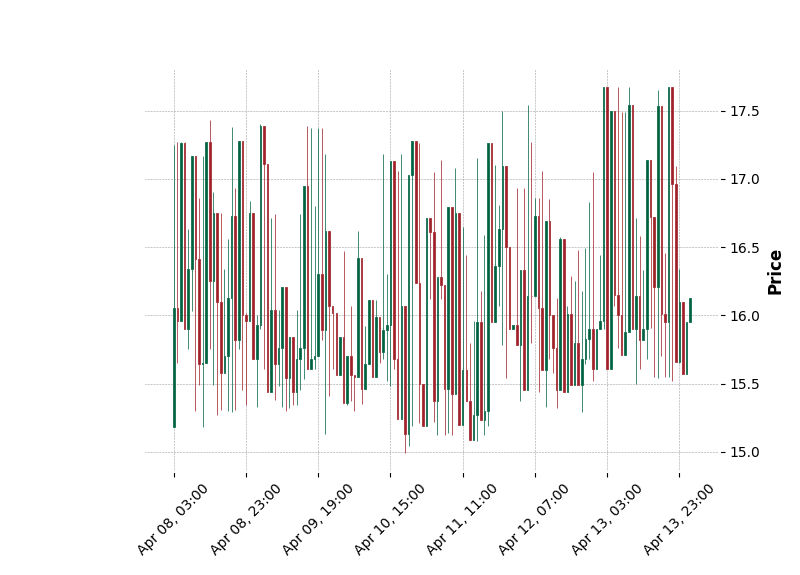 17.5
17.0
16.5
16.0
15.5
15.0
Price
Apr 08, 03:00
Apr 08, 23:00
Apr 09, 19:00
Apr 10, 15:00
Apr 11, 11:00
Apr 12, 07:00
Apr 13, 03:00
Apr 13, 23:00